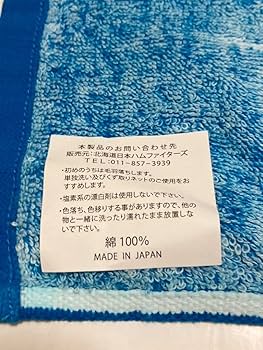 本製品のお問い合わせ先
販売元:北海道日本ハムファイターズ
TEL:011-857-3939
・初めのうちは毛羽落ちします。
単独洗い及びくず取りネットのご使用をお
すすめします。
・塩素系の漂白剤は使用しないで下さい。
・色落ち、色移りする事がありますので、他の
物と一緒に洗ったり濡れたまま放置しな
いで下さい。
綿100%
MADE IN JAPAN